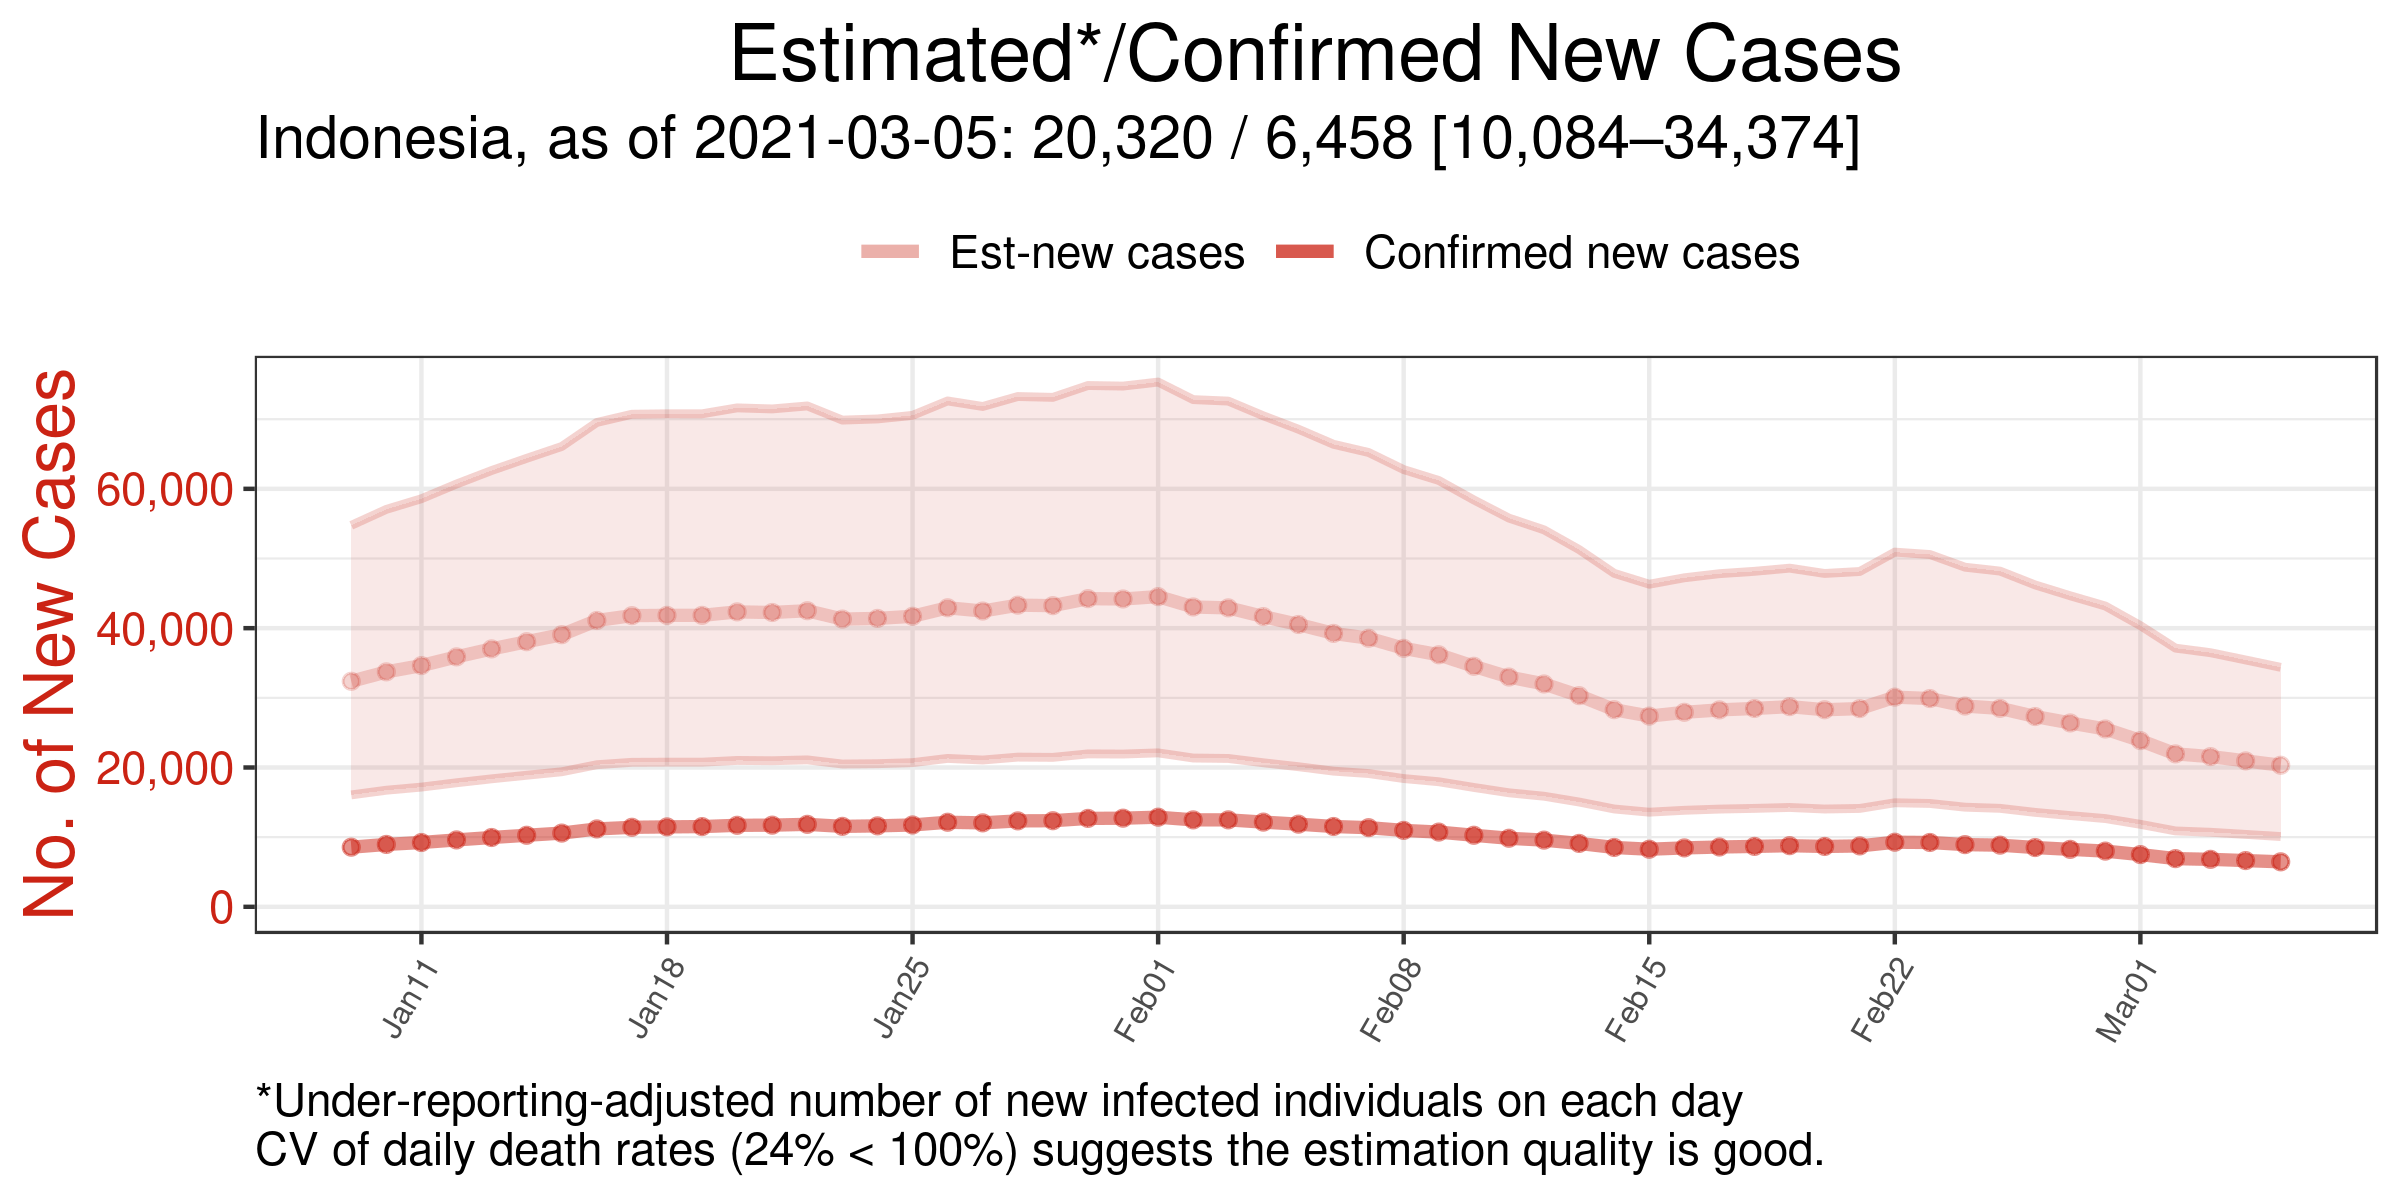 Estimated*/Confirmed New Cases
Indonesia, as of 2021-03-05: 20,320 / 6,458 [10,084–34,374]
Est-new cases
Confirmed new cases
No. of New Cases
60,000
40,000
20,000
0
Jan11
Jan18
Jan25
Feb01
Feb08
Feb15
Feb22
Mar01
*Under-reporting-adjusted number of new infected individuals on each day
CV of daily death rates (24% < 100%) suggests the estimation quality is good.